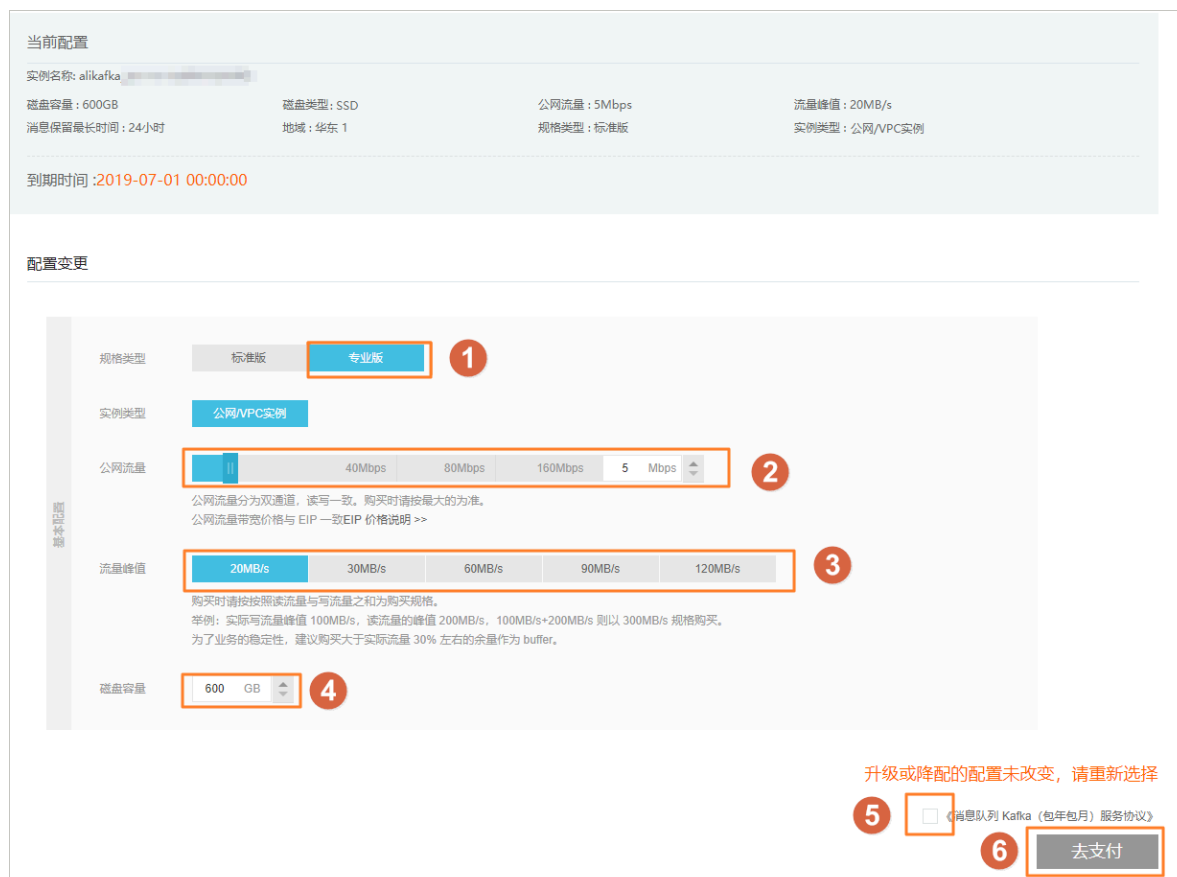 当前配置
实例名称: alikafka
磁盘容量 : 600GB 磁盘类型 : SSD 公网流量 : 5Mbps 流量峰值 : 20MB/s
消息保留最长时间 : 24小时 地域 : 华东 1 规格类型 : 标准版 实例类型 : 公网/VPC实例
到期时间 :2019-07-01 00:00:00
配置变更
基本配置
规格类型 标准版 专业版 1
实例类型 公网/VPC实例
公网流量 40Mbps 80Mbps 160Mbps 5 Mbps 2
公网流量分为双通道，读写一致。购买时请按最大的为准。
公网流量带宽价格与 EIP 一致EIP 价格说明 >>
流量峰值 20MB/s 30MB/s 60MB/s 90MB/s 120MB/s 3
购买时请按按照读流量与写流量之和为购买规格。
举例：实际写流量峰值 100MB/s，读流量的峰值 200MB/s，100MB/s+200MB/s 则以 300MB/s 规格购买。
为了业务的稳定性，建议购买大于实际流量 30% 左右的余量作为 buffer。
磁盘容量 600 GB 4
升级或降配的配置未改变，请重新选择
5 《消息队列 Kafka（包年包月）服务协议》
6 去支付